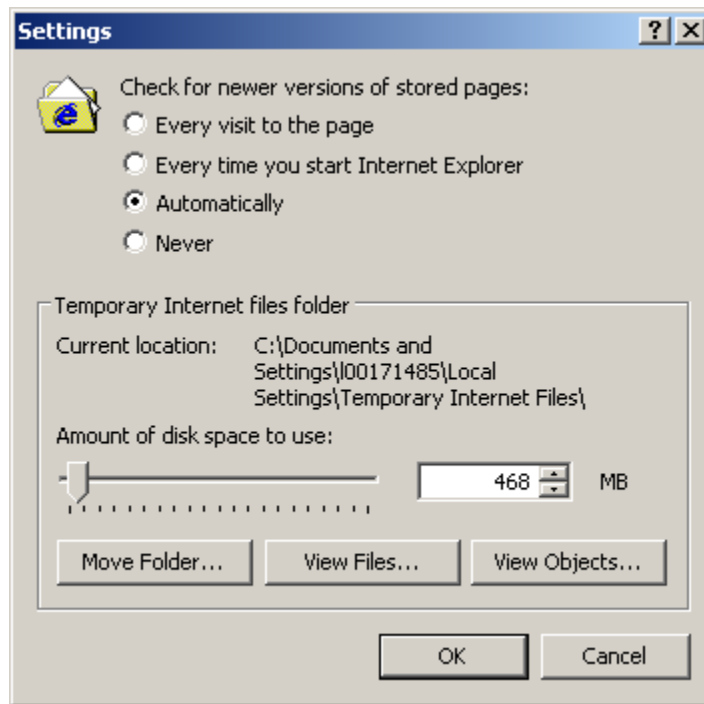 Settings
Check for newer versions of stored pages:
Every visit to the page
Every time you start Internet Explorer
Automatically
Never
Temporary Internet files folder
Current location: C:\Documents and
Settings\l00171485\Local
Settings\Temporary Internet Files\
Amount of disk space to use:
468 MB
Move Folder... View Files... View Objects...
OK Cancel